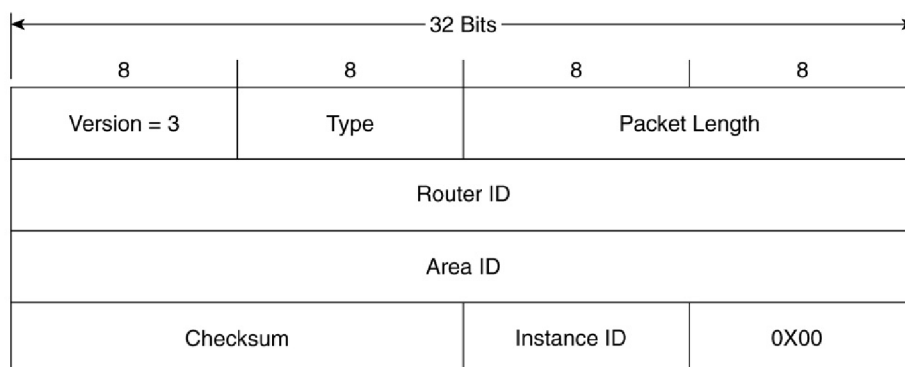 32 Bits
8 8 8 8
Version = 3 Type Packet Length
Router ID
Area ID
Checksum Instance ID 0X00